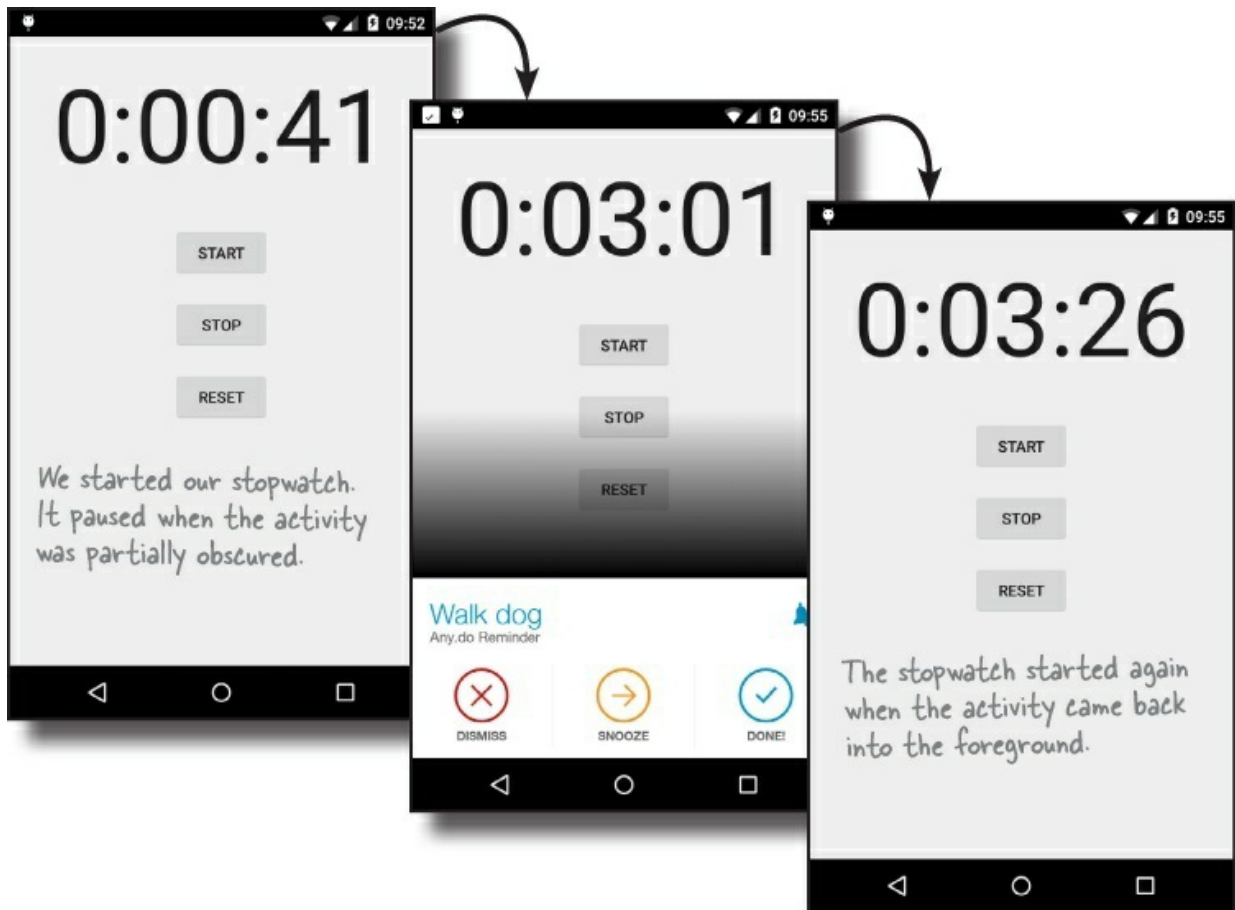 09:52
0:00:41
START
STOP
RESET
We started our stopwatch.
It paused when the activity
was partially obscured.
09:55
0:03:01
START
STOP
RESET
Walk dog
Any.do Reminder
DISMISS
SNOOZE
DONE!
09:55
0:03:26
START
STOP
RESET
The stopwatch started again
when the activity came back
into the foreground.